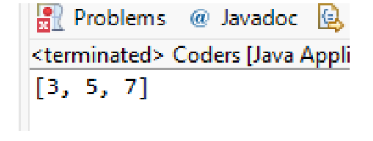 Problems @ Javadoc
<terminated> Coders [Java Appli
[3, 5, 7]